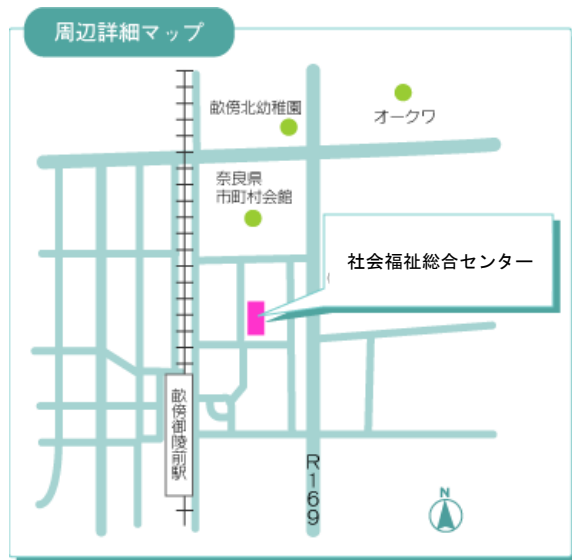 周辺詳細マップ
畝傍北幼稚園
オークワ
奈良県
市町村会館
社会福祉総合センター
畝傍御陵前駅
R169
N